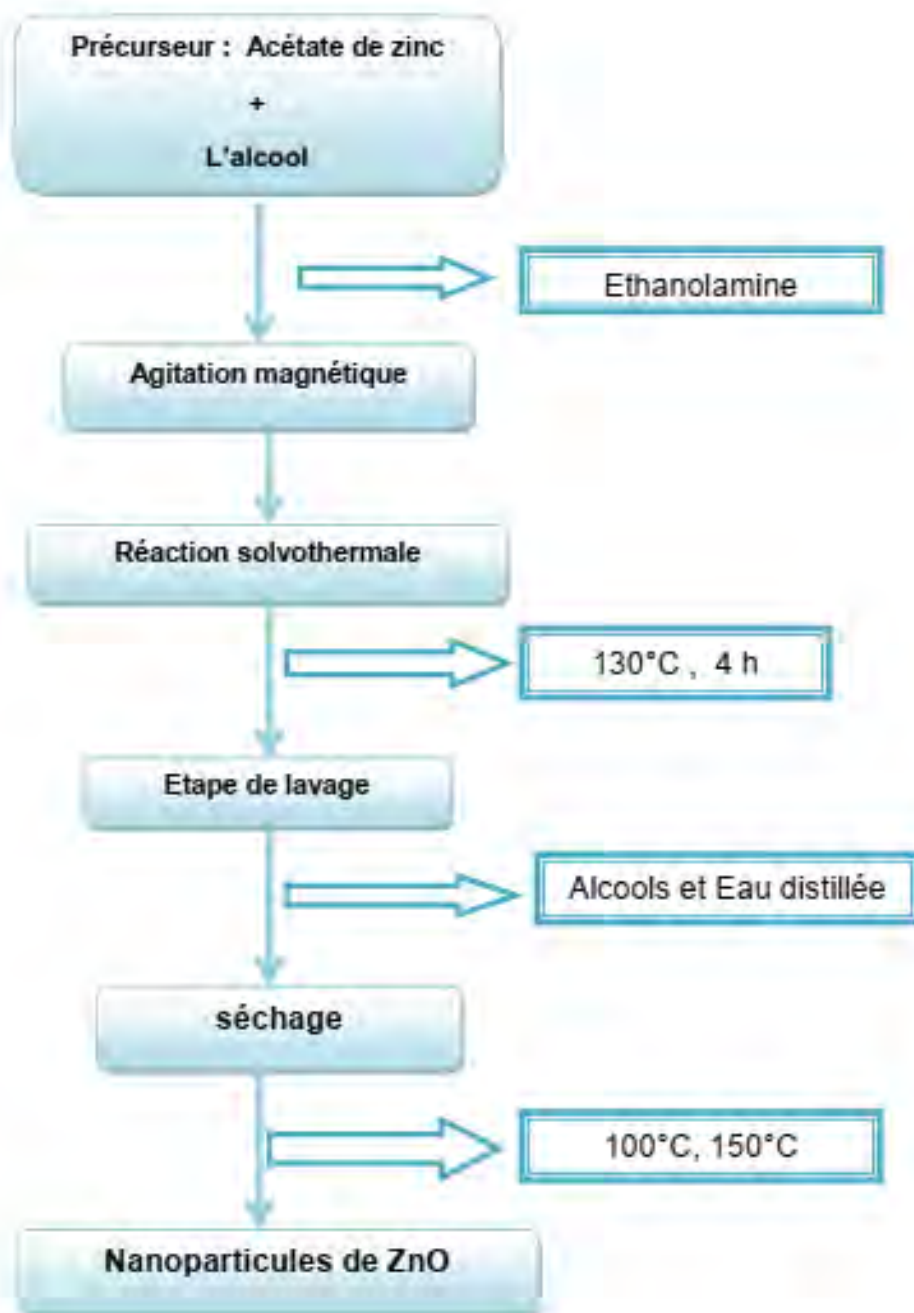 Précurseur : Acétate de zinc
+
L'alcool
Ethanolamine
Agitation magnétique
Réaction solvothermale
130°C , 4 h
Etape de lavage
Alcools et Eau distillée
séchage
100°C, 150°C
Nanoparticules de ZnO